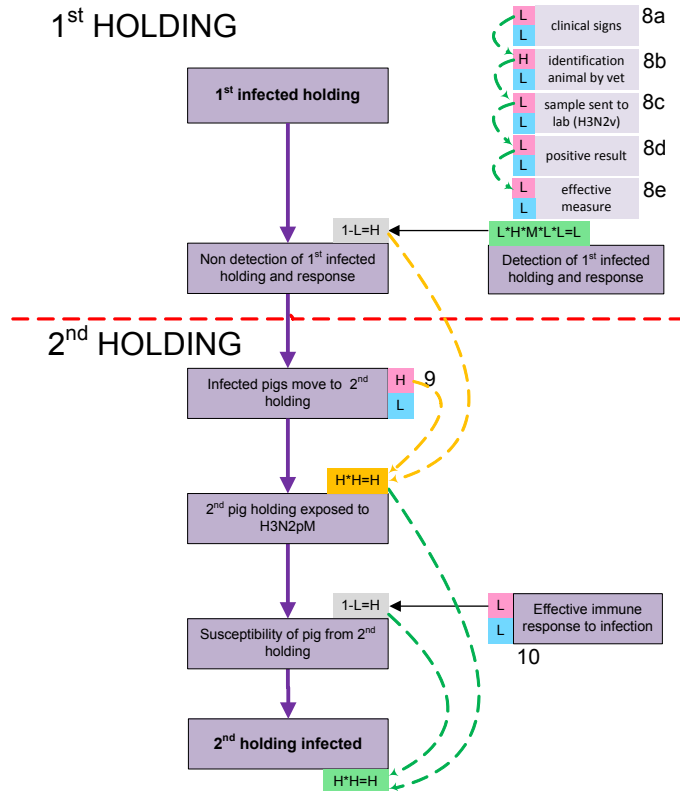 1st HOLDING
L
clinical signs
8a
L
H
identification
animal by vet
8b
L
L
sample sent to
lab (H3N2v)
8c
L
L
positive result
8d
L
L
effective
measure
8e
L
1st infected holding
1-L=H
L*H*M*L*L=L
Non detection of 1st infected
holding and response
Detection of 1st infected
holding and response
2nd HOLDING
Infected pigs move to 2nd
holding
H
9
L
H*H=H
2nd pig holding exposed to
H3N2pM
1-L=H
Susceptibility of pig from 2nd
holding
L
L
Effective immune
response to infection
10
2nd holding infected
H*H=H